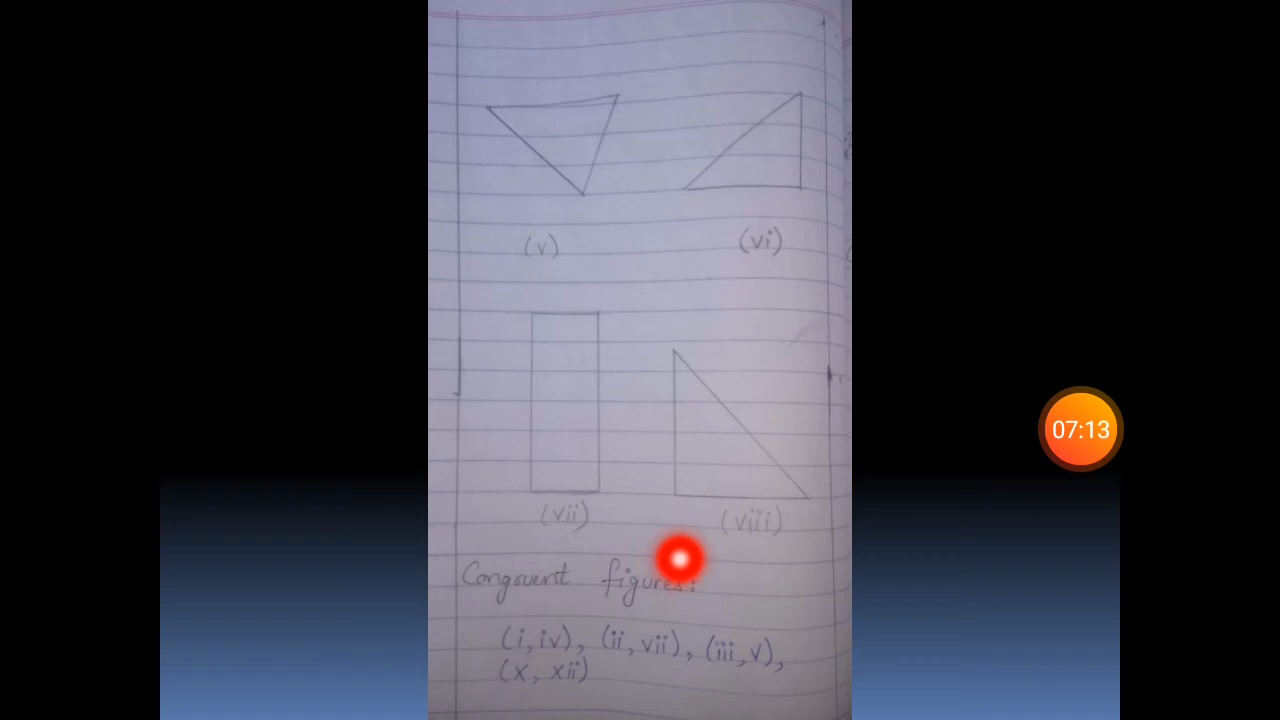 (v) (vi)
07:13
(vii) (viii)
Congruent figures:
(i, iv), (ii, vii), (iii, v),
(x, xii)